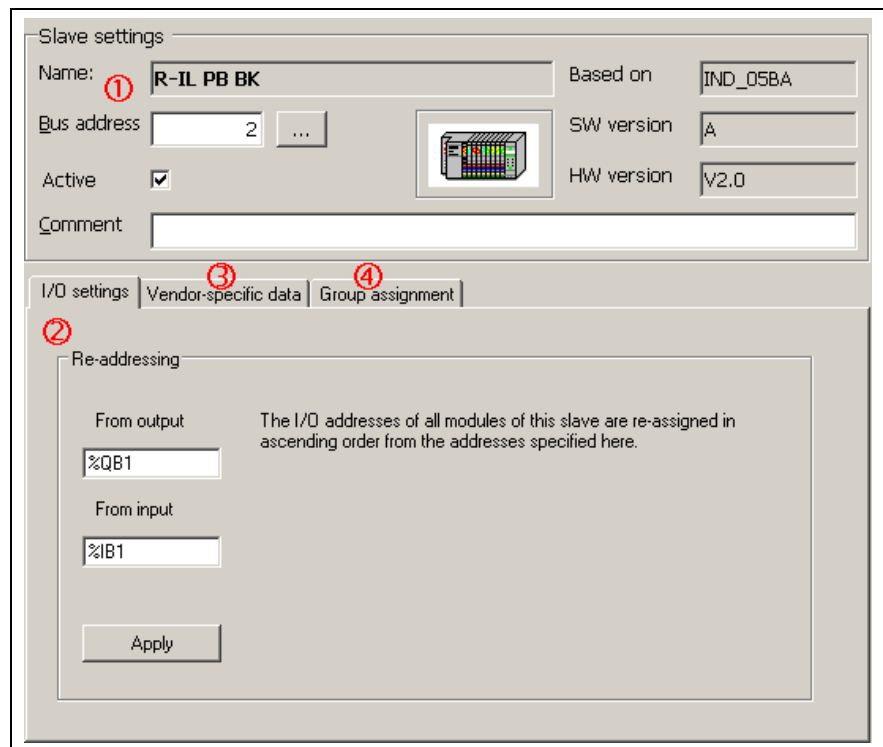 Slave settings
Name: ① R-IL PB BK Based on IND_05BA
Bus address 2 ... SW version A
Active HW version V2.0
Comment
I/O settings Vendor-specific data ③ Group assignment ④
②
Re-addressing
From output The I/O addresses of all modules of this slave are re-assigned in
ascending order from the addresses specified here.
%QB1
From input
%IB1
Apply